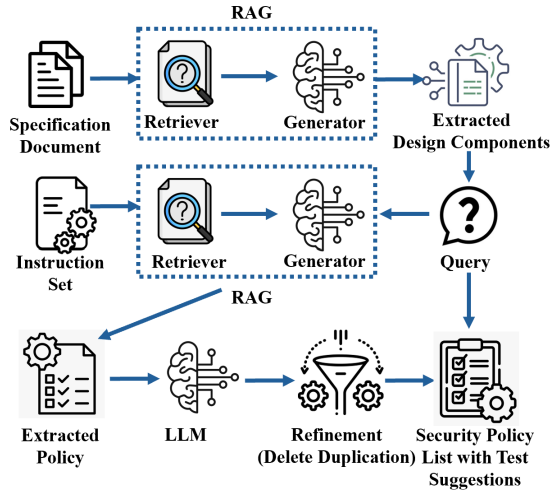 RAG
Specification
Document
Retriever
Generator
Extracted
Design Components
Instruction
Set
Retriever
Generator
Query
RAG
Extracted
Policy
LLM
Refinement
(Delete Duplication)
Security Policy
List with Test
Suggestions